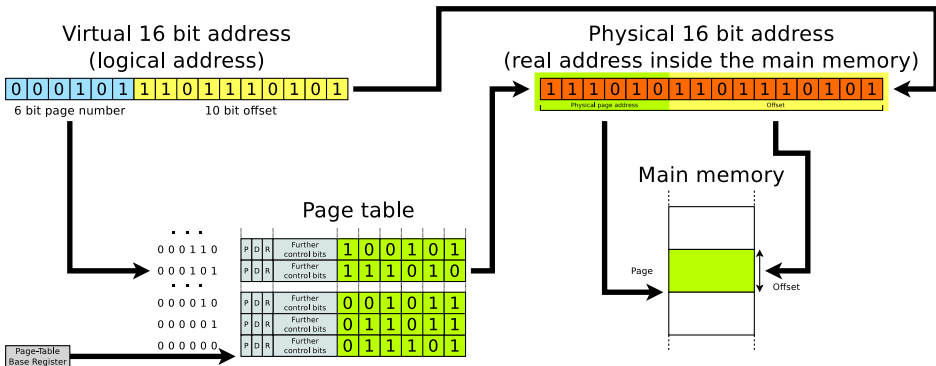 Virtual 16 bit address
(logical address)
Physical 16 bit address
(real address inside the main memory)
0 0 0 1 0 1 1 1 0 1 1 1 0 1 0 1
1 1 1 0 1 0 1 1 0 1 1 1 0 1 0 1
6 bit page number
10 bit offset
Physical page address
Offset
Main memory
Page table
. . .
0 0 0 1 1 0
P D R Further control bits 1 0 0 1 0 1
0 0 0 1 0 1
P D R Further control bits 1 1 1 0 1 0
. . .
0 0 0 0 1 0
P D R Further control bits 1 0 0 0 1 1
0 0 0 0 0 1
P D R Further control bits 0 1 1 0 1 1
0 0 0 0 0 0
P D R Further control bits 0 1 1 1 0 1
Page
Offset
Page-Table
Base Register